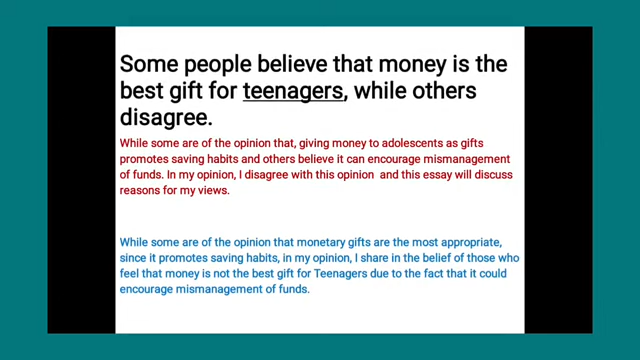 Some people believe that money is the
best gift for teenagers, while others
disagree.
While some are of the opinion that, giving money to adolescents as gifts
promotes saving habits and others believe it can encourage mismanagement
of funds. In my opinion, I disagree with this opinion and this essay will discuss
reasons for my views.
While some are of the opinion that monetary gifts are the most appropriate,
since it promotes saving habits, in my opinion, I share in the belief of those who
feel that money is not the best gift for Teenagers due to the fact that it could
encourage mismanagement of funds.